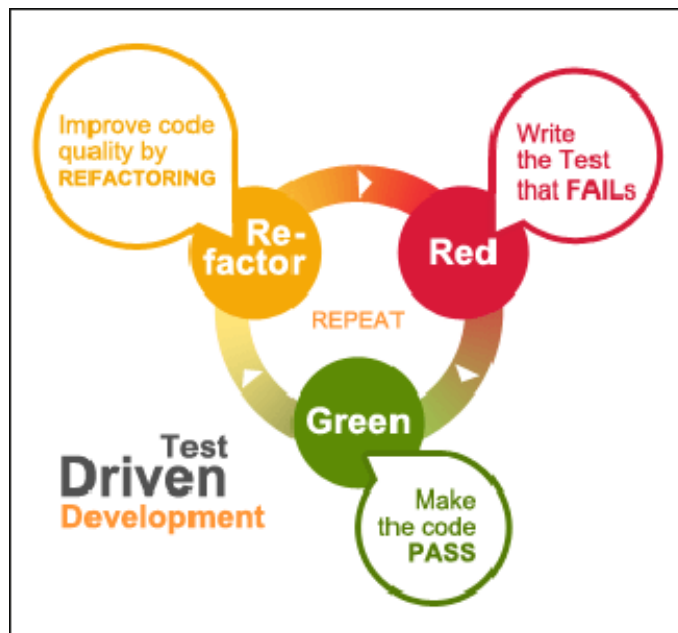 Improve code
quality by
REFACTORING
Write
the Test
that FAILs
Re-
factor
Red
REPEAT
Green
Test
Driven
Development
Make
the code
PASS